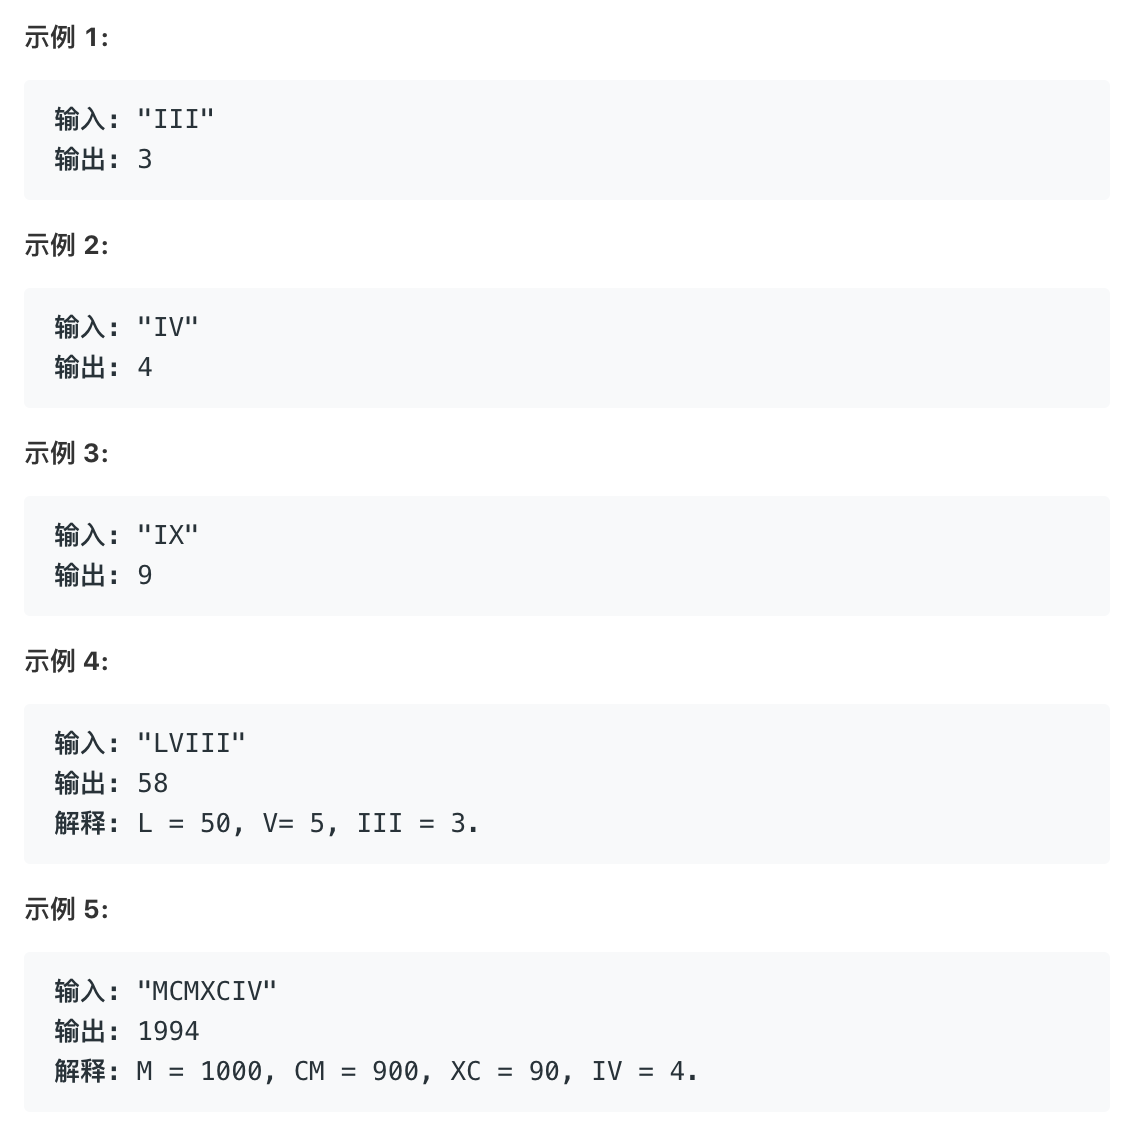 示例 1:
输入: "III"
输出: 3
示例 2:
输入: "IV"
输出: 4
示例 3:
输入: "IX"
输出: 9
示例 4:
输入: "LVIII"
输出: 58
解释: L = 50, V= 5, III = 3.
示例 5:
输入: "MCMXCIV"
输出: 1994
解释: M = 1000, CM = 900, XC = 90, IV = 4.